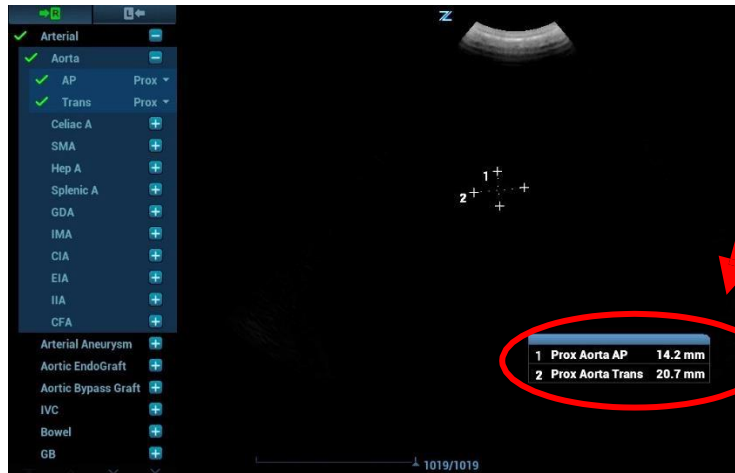 R L
Z
Arterial
Aorta
AP Prox
Trans Prox
Celiac A
SMA
Hep A
Splenic A
GDA
IMA
CIA
EIA
IIA
CFA
Arterial Aneurysm
Aortic EndoGraft
Aortic Bypass Graft
IVC
Bowel
GB
1
2
1 Prox Aorta AP 14.2 mm
2 Prox Aorta Trans 20.7 mm
1019/1019